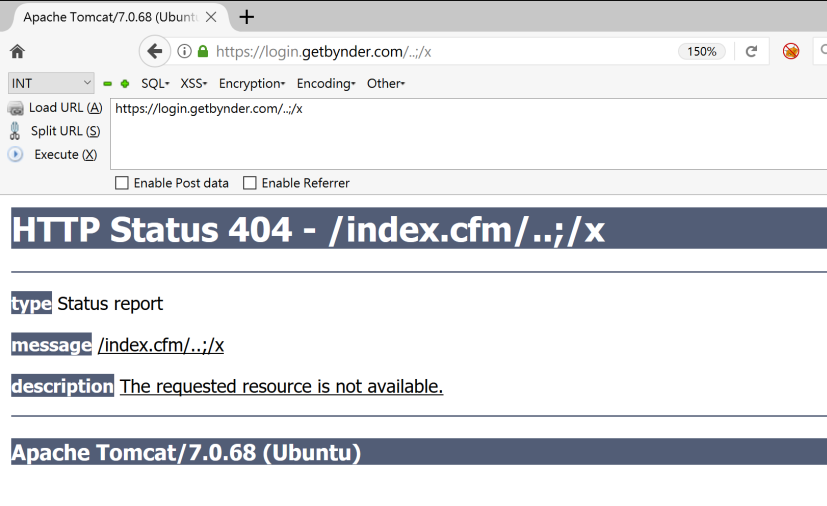 Apache Tomcat/7.0.68 (Ubunt
https://login.getbynder.com/..;/x
150%
INT
SQL
XSS
Encryption
Encoding
Other
Load URL (A)
https://login.getbynder.com/..;/x
Split URL (S)
Execute (X)
Enable Post data
Enable Referrer
HTTP Status 404 - /index.cfm/..;/x
type Status report
message /index.cfm/..;/x
description The requested resource is not available.
Apache Tomcat/7.0.68 (Ubuntu)